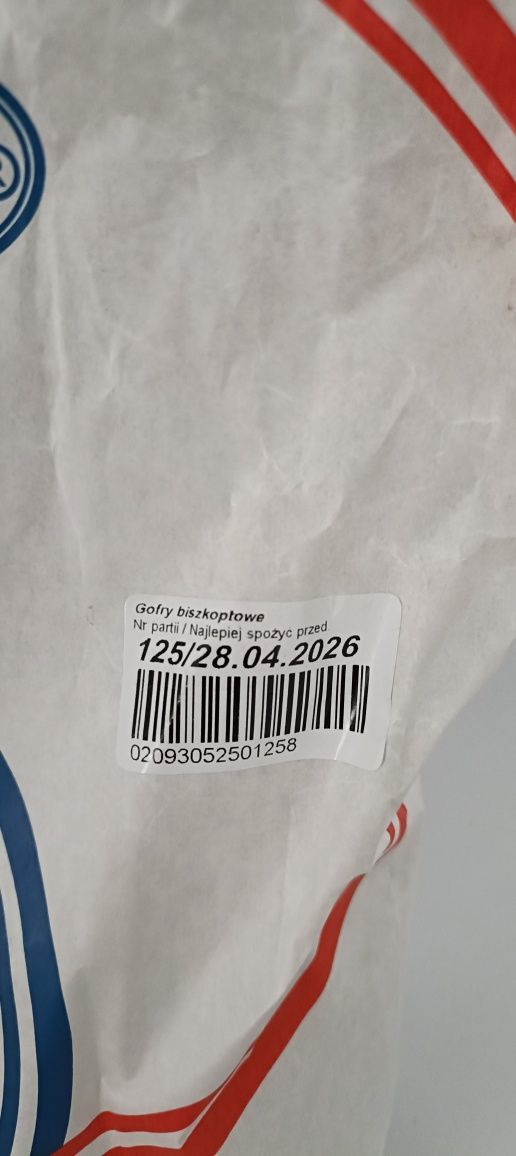 ®
Gofry biszkoptowe
Nr partii / Najlepiej spożyć przed
125/28.04.2026
02093052501258